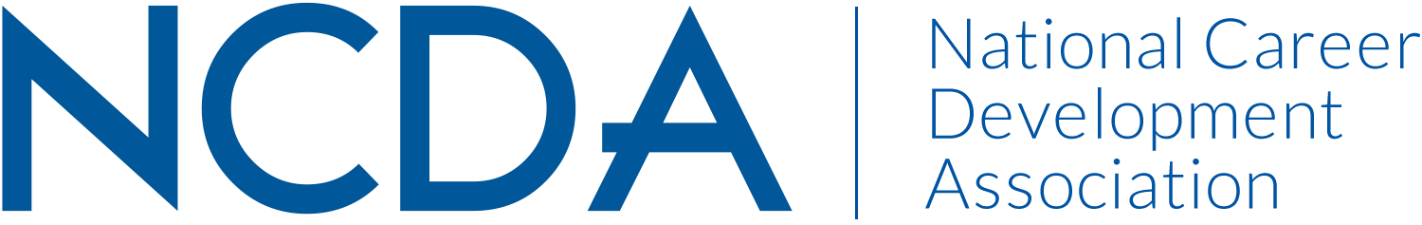 NCDA
National Career
Development
Association